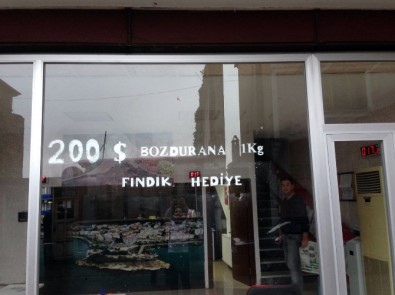 200 $ BOZDURANA 1Kg
FINDIK HEDİYE